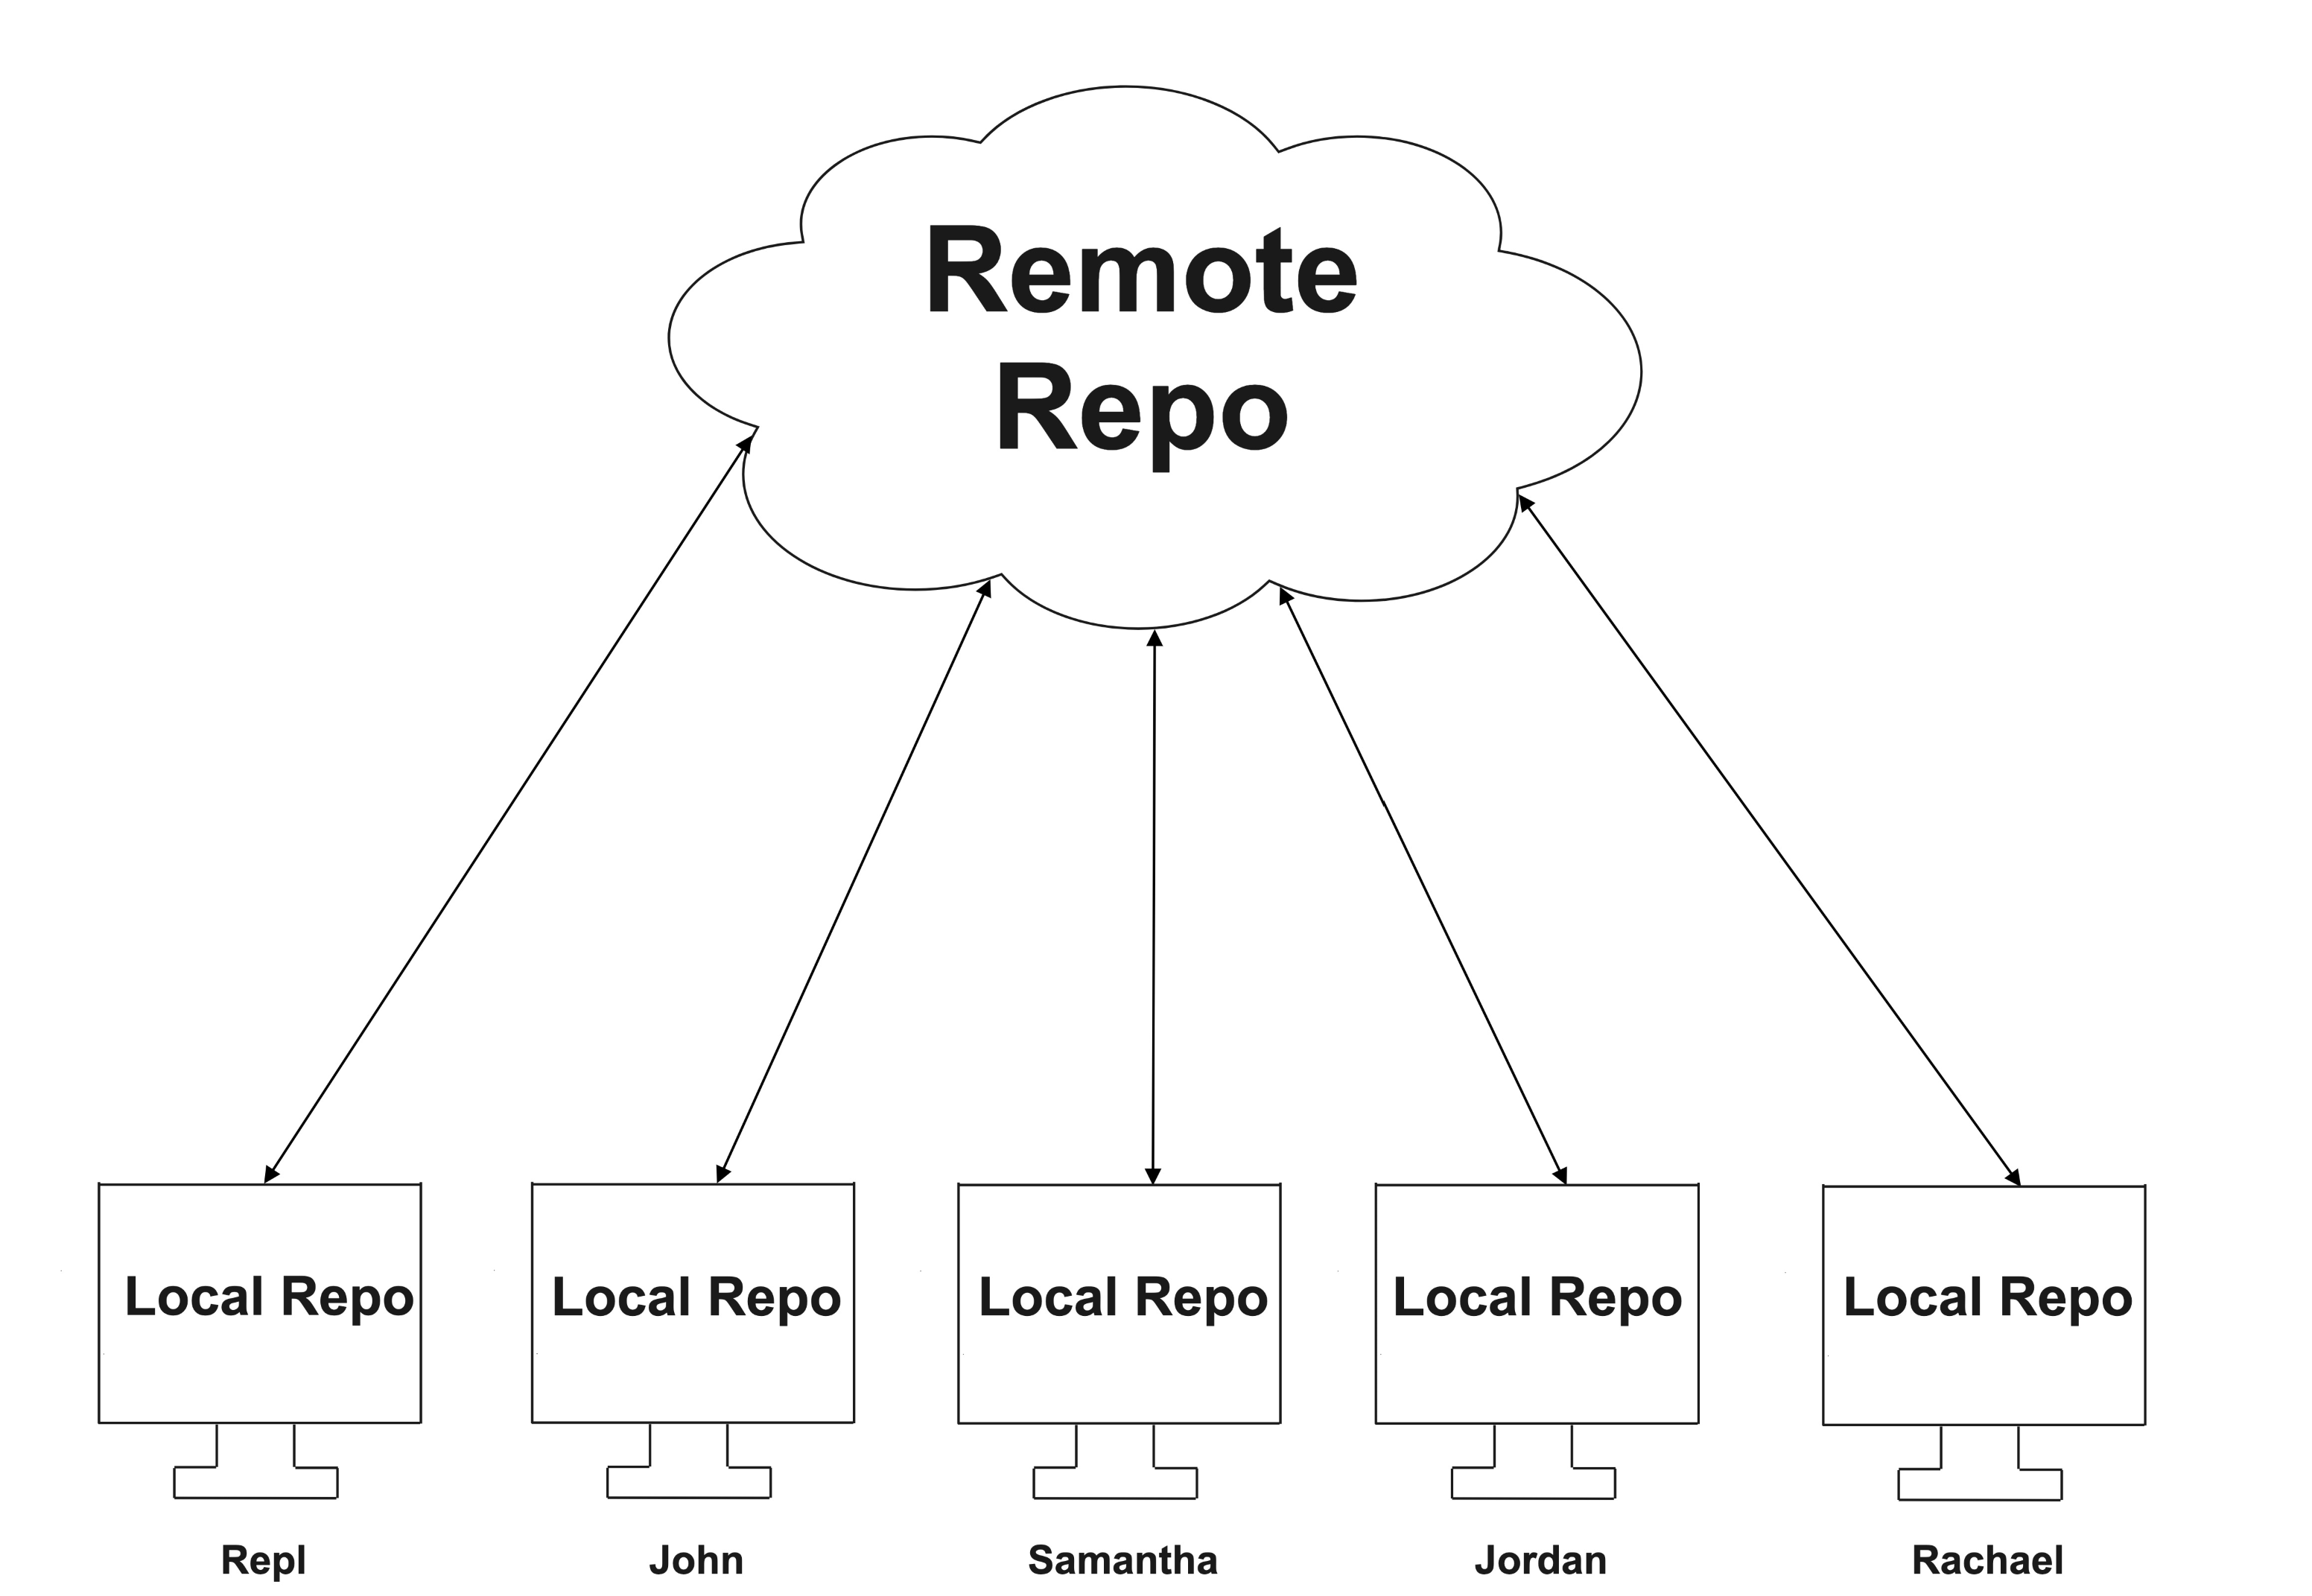 Remote
Repo
Local Repo
Local Repo
Local Repo
Local Repo
Local Repo
Repl
John
Samantha
Jordan
Rachael